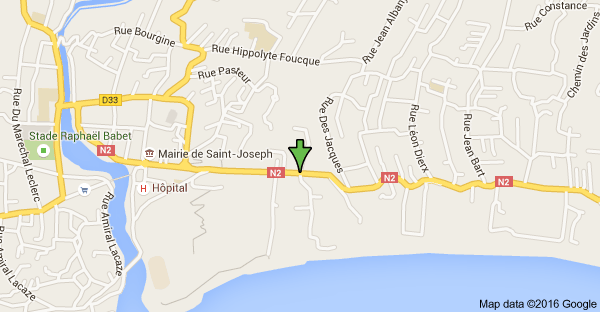 Rue Constance
Rue Jean Albany
Rue Bourgine
Rue Hippolyte Foucque
Rue Pasteur
Chemin des Jardins
Rue Du Marechal Leclerc
D33
Rue Des Jacques
Rue Léon Dierx
Rue Jean Bart
Stade Raphaël Babet
N2
Mairie de Saint-Joseph
N2
N2
N2
H Hôpital
Rue Amiral Lacaze
Rue Amiral Lacaze
Map data ©2016 Google